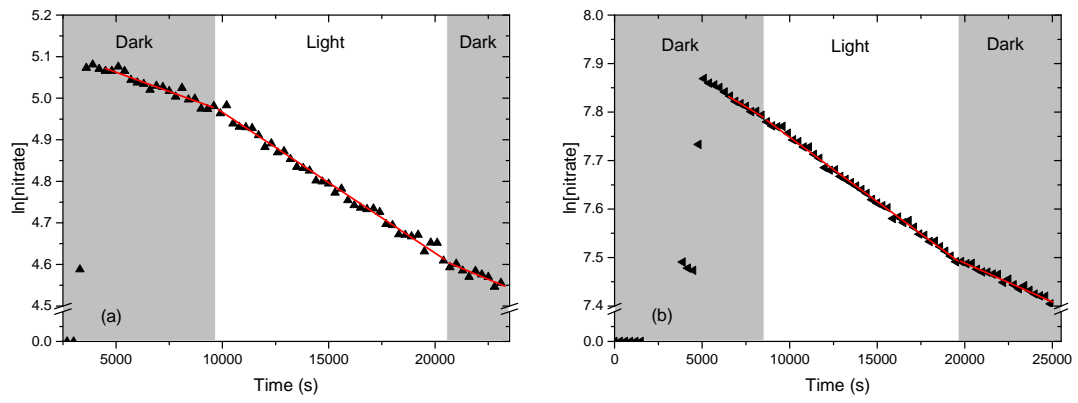 Dark
Light
Dark
5.2
5.1
5.0
4.9
4.8
4.7
4.6
4.5
0.0
ln[nitrate]
(a)
5000
10000
15000
20000
Time (s)
Dark
Light
Dark
8.0
7.9
7.8
7.7
7.6
7.5
7.4
0.0
ln[nitrate]
(b)
0
5000
10000
15000
20000
25000
Time (s)